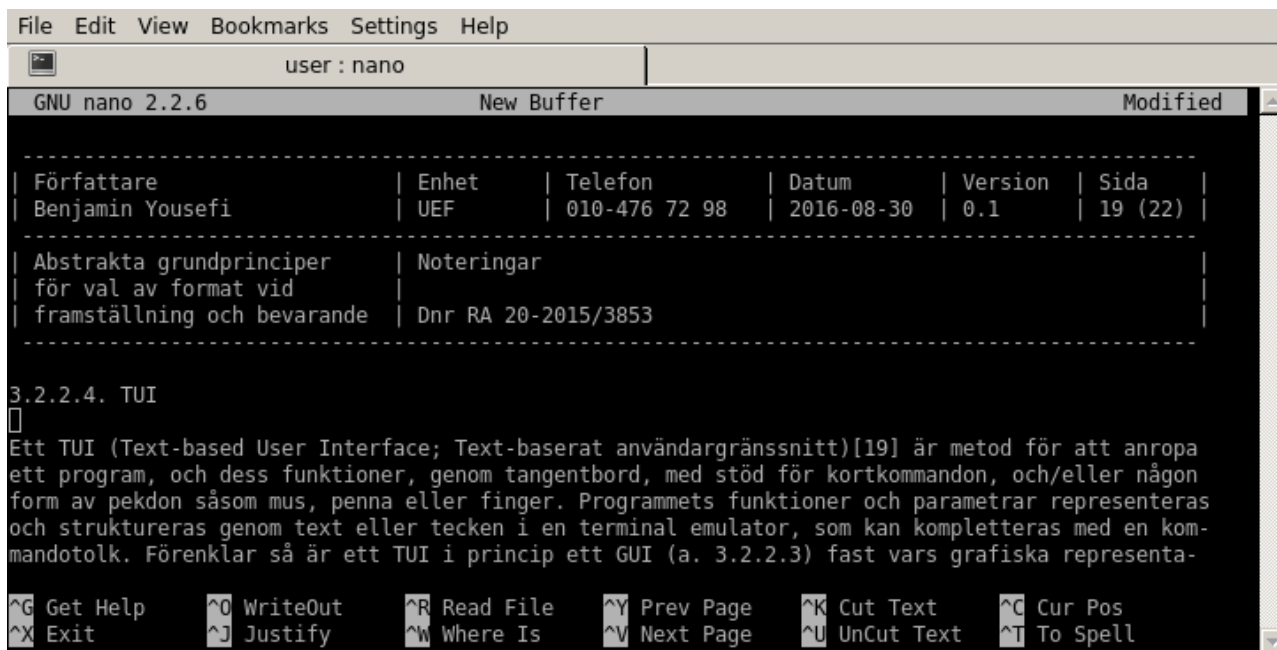 File Edit View Bookmarks Settings Help
user : nano
GNU nano 2.2.6 New Buffer Modified
-----------------------------------------------------------------------------------------------
| Författare | Enhet | Telefon | Datum | Version | Sida |
| Benjamin Yousefi | UEF | 010-476 72 98 | 2016-08-30 | 0.1 | 19 (22) |
-----------------------------------------------------------------------------------------------
| Abstrakta grundprinciper | Noteringar |
| för val av format vid | |
| framställning och bevarande | Dnr RA 20-2015/3853 |
-----------------------------------------------------------------------------------------------
3.2.2.4. TUI
Ett TUI (Text-based User Interface; Text-baserat användargränssnitt)[19] är metod för att anropa
ett program, och dess funktioner, genom tangentbord, med stöd för kortkommandon, och/eller någon
form av pekdon såsom mus, penna eller finger. Programmets funktioner och parametrar representeras
och struktureras genom text eller tecken i en terminal emulator, som kan kompletteras med en kom-
mandotolk. Förenklar så är ett TUI i princip ett GUI (a. 3.2.2.3) fast vars grafiska representa-
^G Get Help ^O WriteOut ^R Read File ^Y Prev Page ^K Cut Text ^C Cur Pos
^X Exit ^J Justify ^W Where Is ^V Next Page ^U UnCut Text ^T To Spell